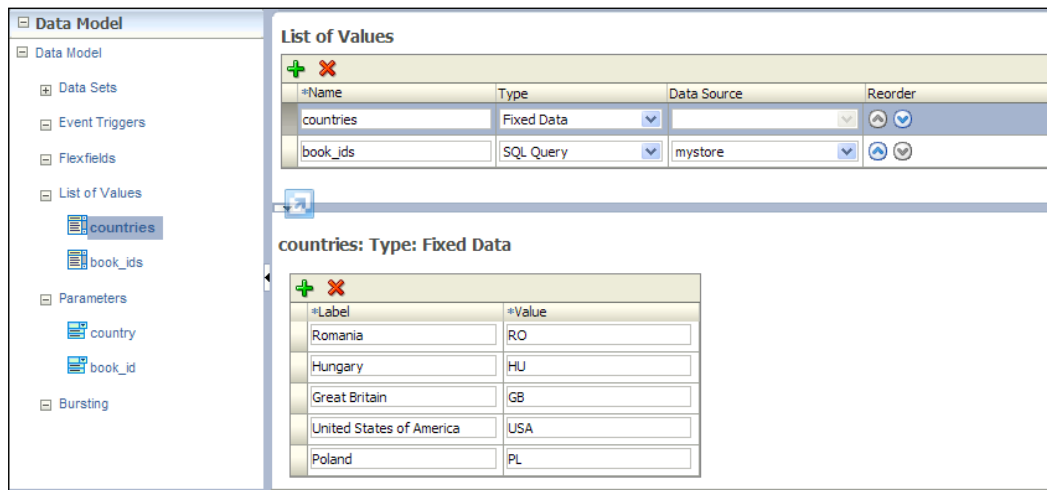 Data Model
Data Model
Data Sets
Event Triggers
Flexfields
List of Values
countries
book_ids
Parameters
country
book_id
Bursting
List of Values
*Name Type Data Source Reorder
countries Fixed Data
book_ids SQL Query mystore
countries: Type: Fixed Data
*Label *Value
Romania RO
Hungary HU
Great Britain GB
United States of America USA
Poland PL